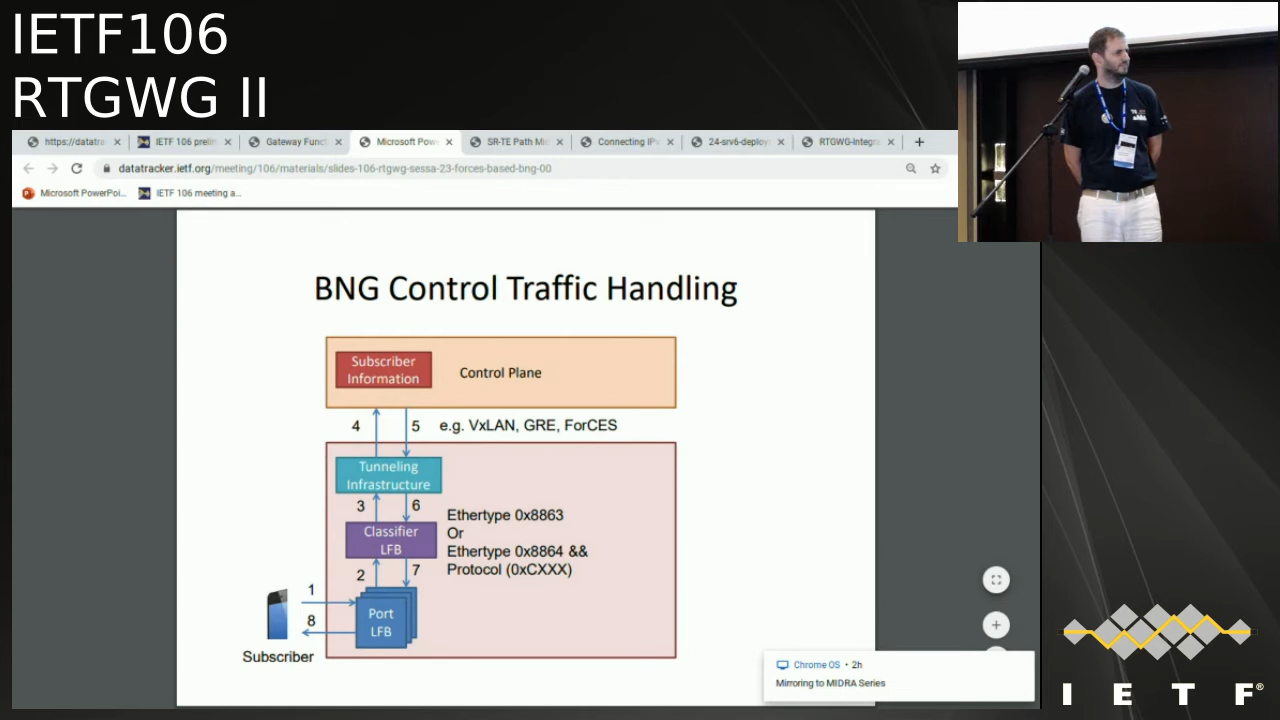 IETF106
RTGWG II
https://datatra
IETF 106 preli
Gateway Funct
Microsoft Pow
SR-TE Path Mi
Connecting IPv
24-srv6-deploy
RTGWG-Integra
datatracker.ietf.org/meeting/106/materials/slides-106-rtgwg-sessa-23-forces-based-bng-00
Microsoft PowerPoi...
IETF 106 meeting a...
BNG Control Traffic Handling
Subscriber
Information
Control Plane
4
5
e.g. VxLAN, GRE, ForCES
Tunneling
Infrastructure
3
6
Ethertype 0x8863
Or
Ethertype 0x8864 &&
Protocol (0xCXXX)
Classifier
LFB
2
7
1
8
Port
LFB
Subscriber
Chrome OS • 2h
Mirroring to MIDRA Series
I E T F®